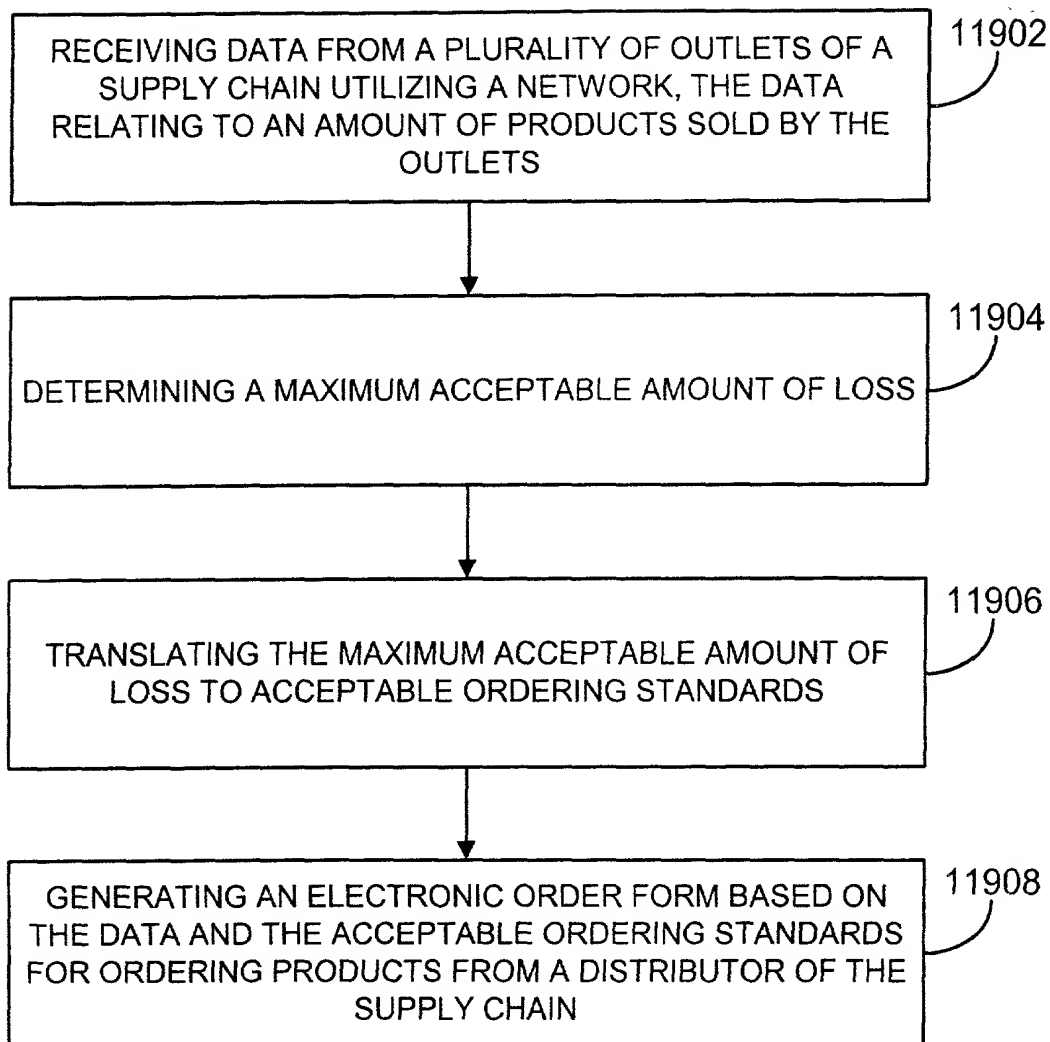 RECEIVING DATA FROM A PLURALITY OF OUTLETS OF A
SUPPLY CHAIN UTILIZING A NETWORK, THE DATA
RELATING TO AN AMOUNT OF PRODUCTS SOLD BY THE
OUTLETS
11902
DETERMINING A MAXIMUM ACCEPTABLE AMOUNT OF LOSS
11904
TRANSLATING THE MAXIMUM ACCEPTABLE AMOUNT OF
LOSS TO ACCEPTABLE ORDERING STANDARDS
11906
GENERATING AN ELECTRONIC ORDER FORM BASED ON
THE DATA AND THE ACCEPTABLE ORDERING STANDARDS
FOR ORDERING PRODUCTS FROM A DISTRIBUTOR OF THE
SUPPLY CHAIN
11908